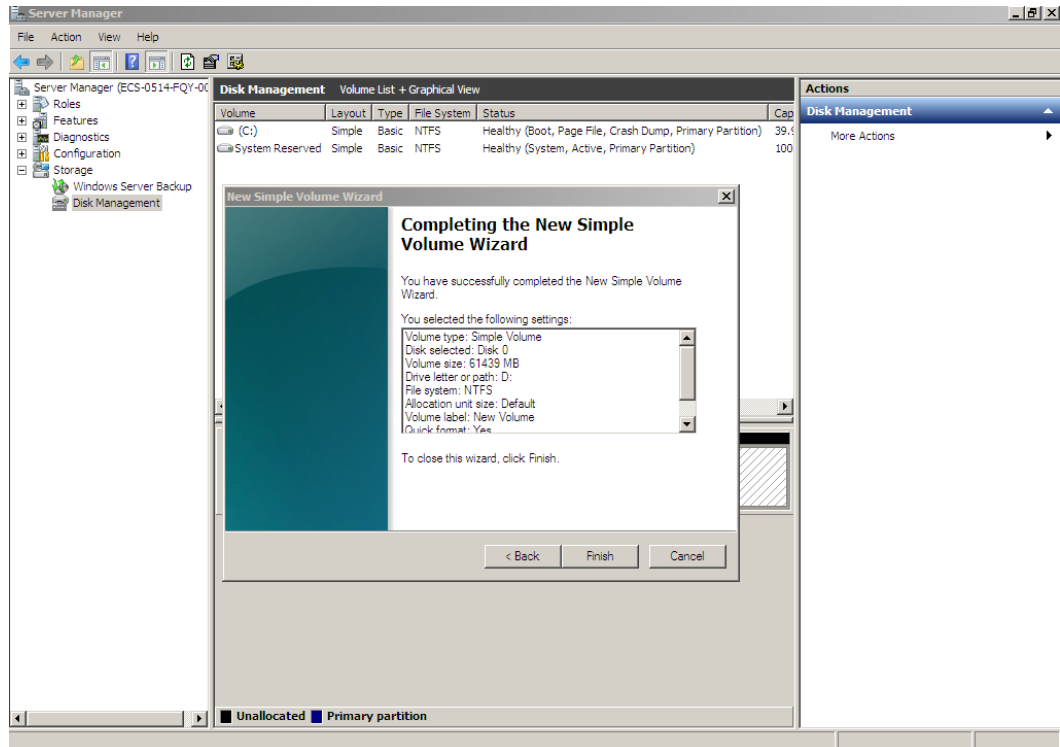 Server Manager
File Action View Help
Server Manager (ECS-0514-FQY-00
Roles
Features
Diagnostics
Configuration
Storage
Windows Server Backup
Disk Management
Disk Management Volume List + Graphical View
Volume Layout Type File System Status Cap
(C:) Simple Basic NTFS Healthy (Boot, Page File, Crash Dump, Primary Partition) 39.9
System Reserved Simple Basic NTFS Healthy (System, Active, Primary Partition) 100
New Simple Volume Wizard
Completing the New Simple
Volume Wizard
You have successfully completed the New Simple Volume
Wizard.
You selected the following settings:
Volume type: Simple Volume
Disk selected: Disk 0
Volume size: 61439 MB
Drive letter or path: D:
File system: NTFS
Allocation unit size: Default
Volume label: New Volume
Quick format: Yes
To close this wizard, click Finish.
< Back Finish Cancel
Unallocated Primary partition
Actions
Disk Management
More Actions